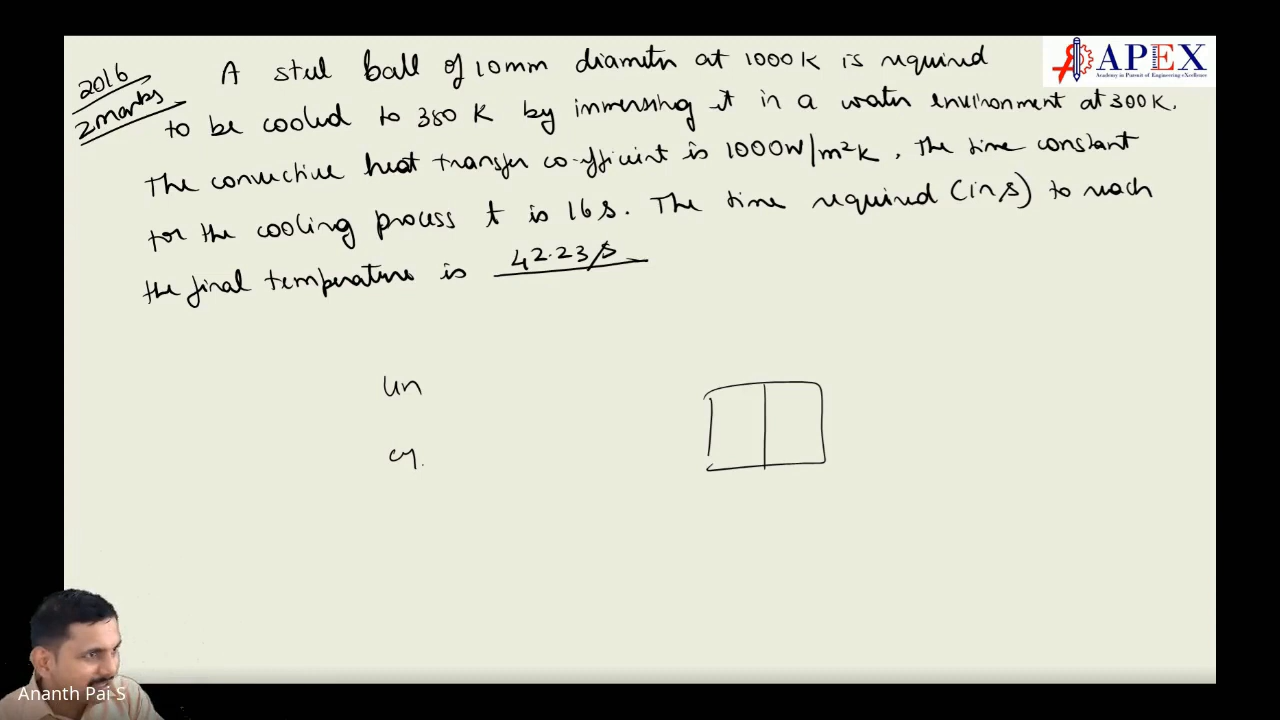 2016
2 marks
A steel ball of 10mm diameter at 1000K is required
to be cooled to 350 K by immersing it in a water environment at 300K.
The convective heat transfer co-efficient is 1000W/m²K. The time constant
for the cooling process t is 16s. The time required (in s) to reach
the final temperature is 42.23/s
APEX
Academy in Pursuit of Engineering eXcellence
un
cy.
Ananth Pai S